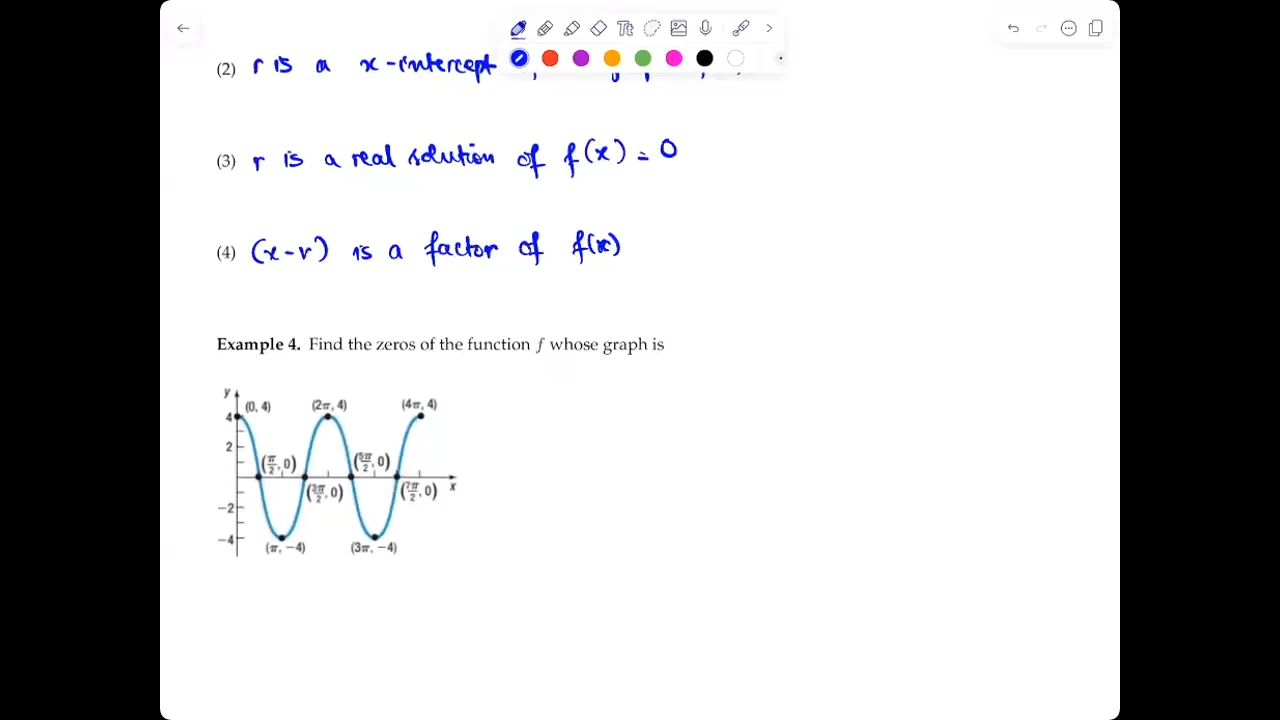 (2) r is a x-intercept
(3) r is a real solution of f(x) = 0
(4) (x-r) is a factor of f(x)
Example 4. Find the zeros of the function f whose graph is
y
(0, 4) (2π, 4) (4π, 4)
4
2
(π/2, 0) (5π/2, 0)
x
(3π/2, 0) (7π/2, 0)
−2
−4
(π, −4) (3π, −4)